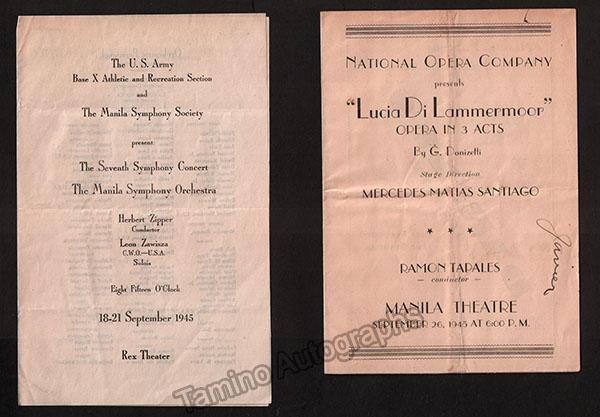 The U. S. Army
Base X Athletic and Recreation Section
and
The Manila Symphony Society
present:
The Seventh Symphony Concert
The Manila Symphony Orchestra
Herbert Zipper
Conductor
Leon Zawisza
C.W.O.—U.S.A.
Soloist
Eight Fifteen O'Clock
18-21 September 1945
Rex Theater
NATIONAL OPERA COMPANY
presents
"Lucia Di Lammermoor"
OPERA IN 3 ACTS
By G. Donizetti
Stage Direction
MERCEDES MATIAS SANTIAGO
* * *
RAMON TAPALES
— conductor —
MANILA THEATRE
SEPTEMBER 26, 1945 AT 6:00 P. M.
Javier
Tamino Autographs